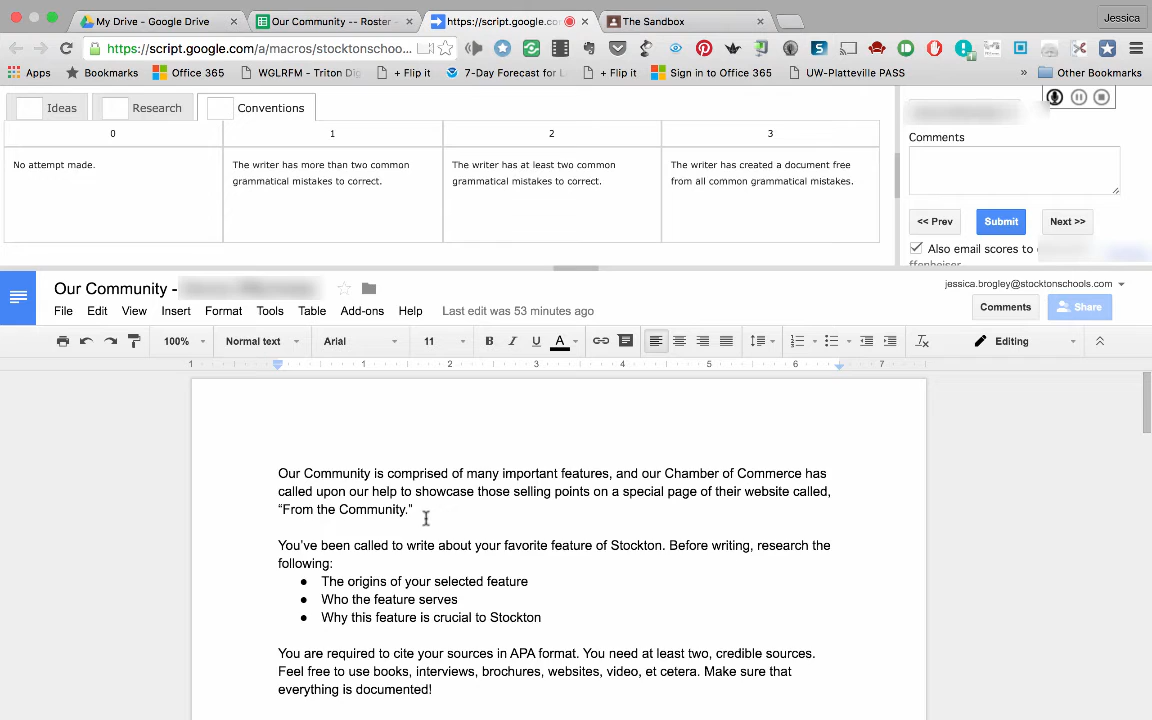 My Drive - Google Drive
Our Community -- Roster -
https://script.google.co
The Sandbox
Jessica
https://script.google.com/a/macros/stocktonschoo...
Apps
Bookmarks
Office 365
WGLRFM - Triton Dig
+ Flip it
7-Day Forecast for L
+ Flip it
Sign in to Office 365
UW-Platteville PASS
»
Other Bookmarks
Ideas
Research
Conventions
0
1
2
3
No attempt made.
The writer has more than two common
grammatical mistakes to correct.
The writer has at least two common
grammatical mistakes to correct.
The writer has created a document free
from all common grammatical mistakes.
Comments
<< Prev
Submit
Next >>
Also email scores to
Our Community -
jessica.brogley@stocktonschools.com
File
Edit
View
Insert
Format
Tools
Table
Add-ons
Help
Last edit was 53 minutes ago
Comments
Share
100%
Normal text
Arial
11
B
I
U
A
Editing
1
1
2
3
4
5
6
7
Our Community is comprised of many important features, and our Chamber of Commerce has
called upon our help to showcase those selling points on a special page of their website called,
“From the Community.”
You’ve been called to write about your favorite feature of Stockton. Before writing, research the
following:
● The origins of your selected feature
● Who the feature serves
● Why this feature is crucial to Stockton
You are required to cite your sources in APA format. You need at least two, credible sources.
Feel free to use books, interviews, brochures, websites, video, et cetera. Make sure that
everything is documented!